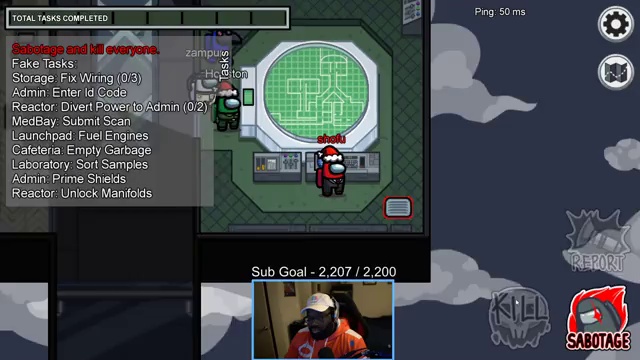 TOTAL TASKS COMPLETED
Ping: 50 ms
Sabotage and kill everyone.
Fake Tasks:
Storage: Fix Wiring (0/3)
Admin: Enter Id Code
Reactor: Divert Power to Admin (0/2)
MedBay: Submit Scan
Launchpad: Fuel Engines
Cafeteria: Empty Garbage
Laboratory: Sort Samples
Admin: Prime Shields
Reactor: Unlock Manifolds
Tasks
shofu
REPORT
KILL
SABOTAGE
Sub Goal - 2,207 / 2,200